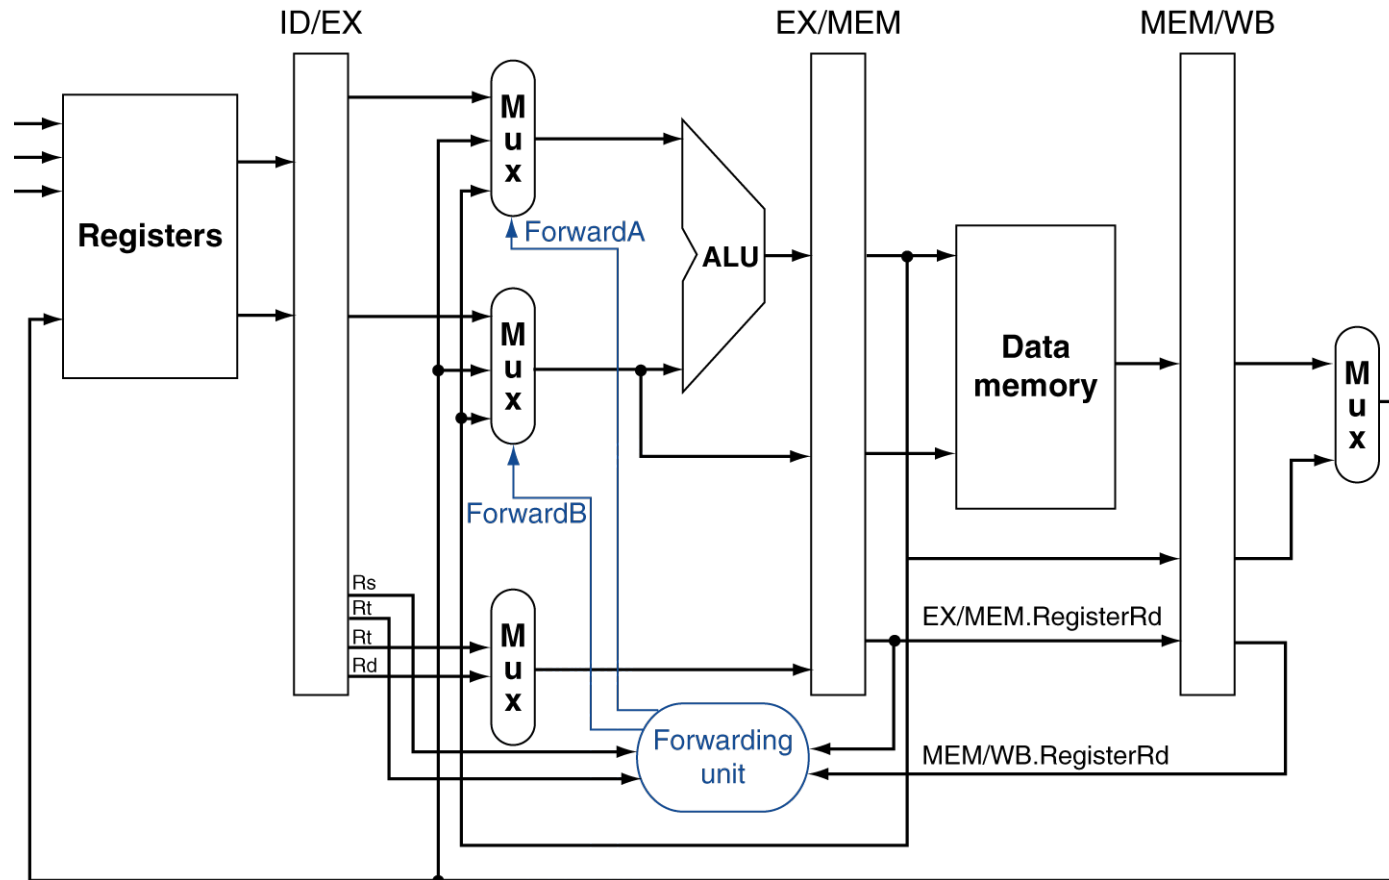 ID/EX
EX/MEM
MEM/WB
Registers
M
u
x
ForwardA
ALU
M
u
x
Data
memory
M
u
x
ForwardB
Rs
Rt
Rt
Rd
M
u
x
EX/MEM.RegisterRd
Forwarding
unit
MEM/WB.RegisterRd